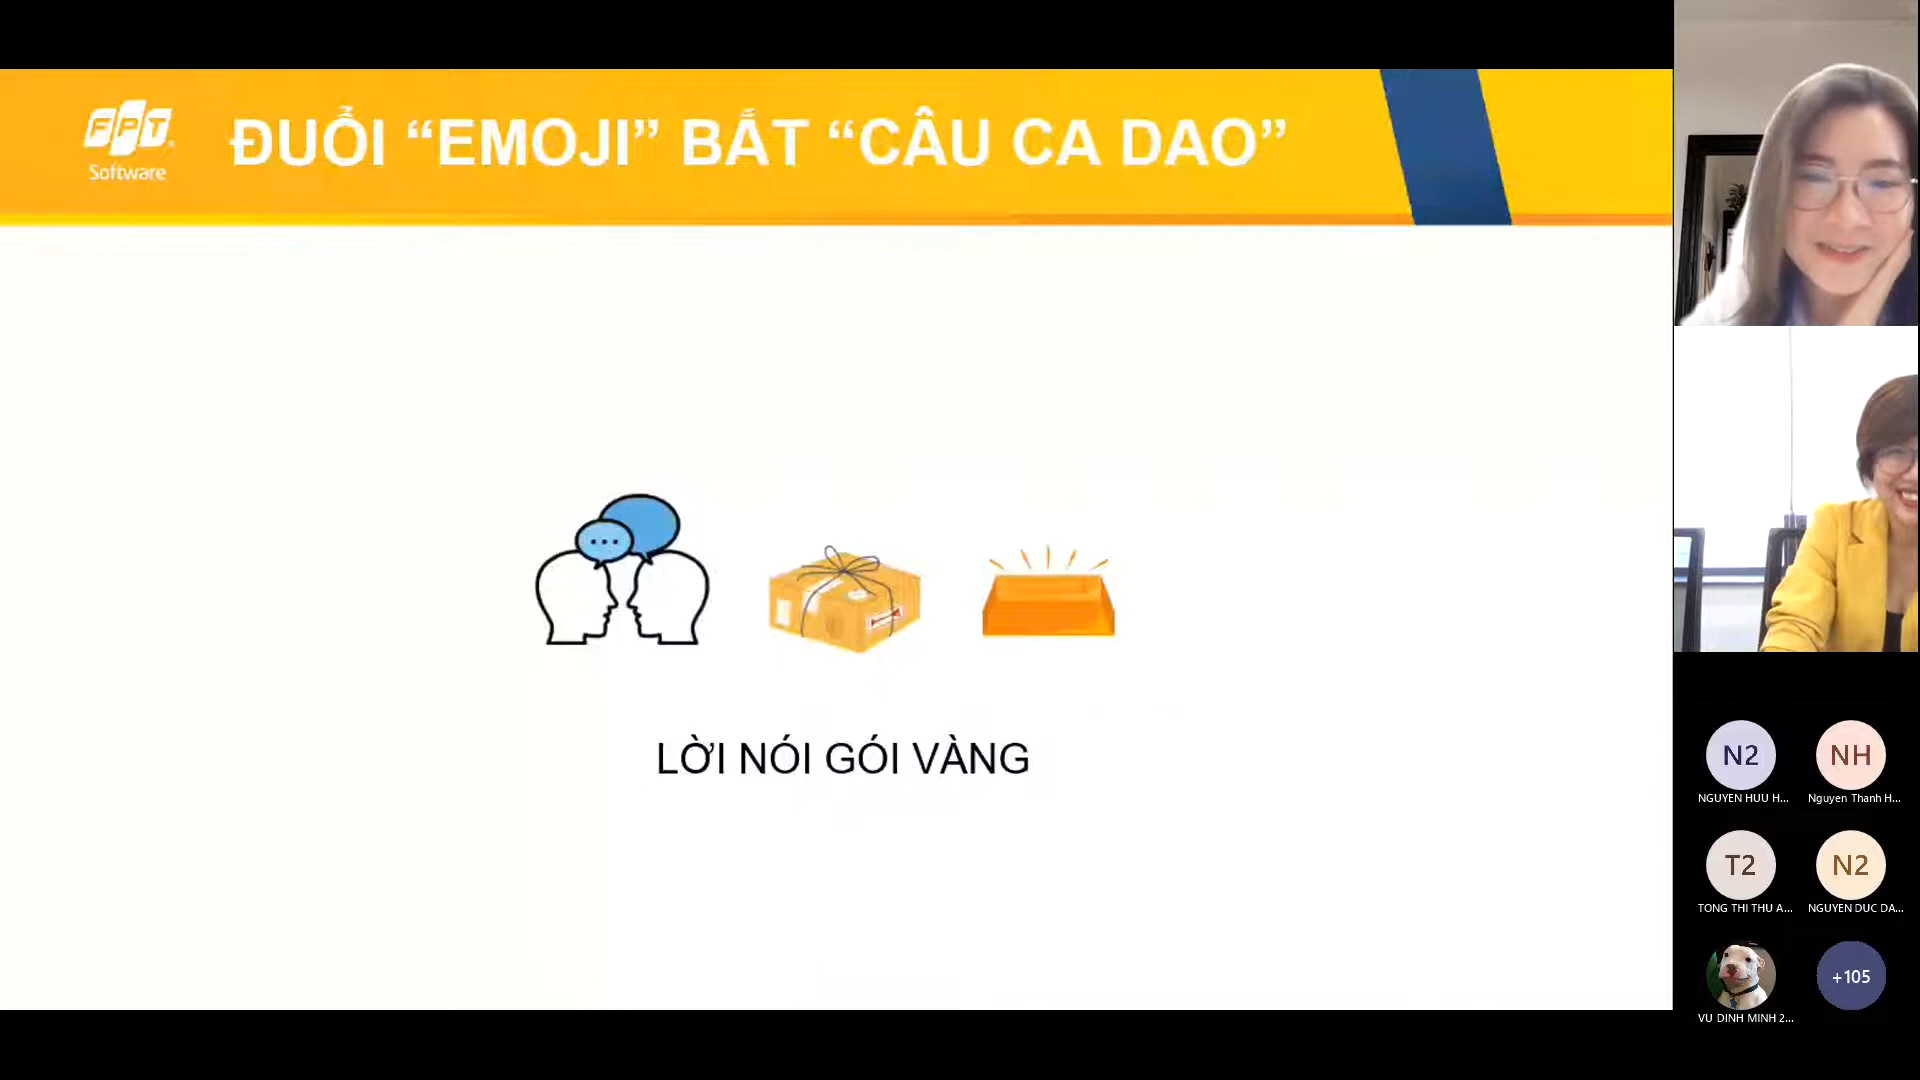 FPT
Software
ĐUỔI “EMOJI” BẮT “CÂU CA DAO”
LỜI NÓI GÓI VÀNG
N2
NH
NGUYEN HUU H...
Nguyen Thanh H...
T2
N2
TONG THI THU A...
NGUYEN DUC DA...
+105
VU DINH MINH 2...